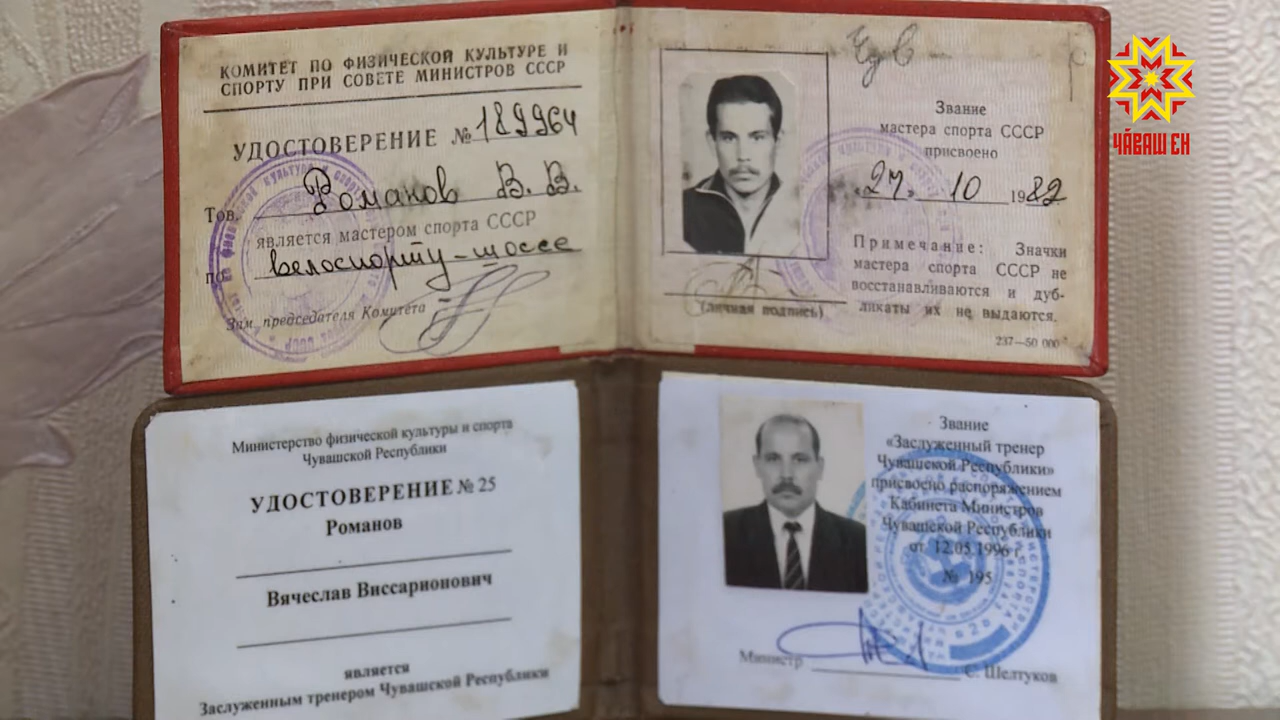 КОМИТЕТ ПО ФИЗИЧЕСКОЙ КУЛЬТУРЕ И
СПОРТУ ПРИ СОВЕТЕ МИНИСТРОВ СССР
УДОСТОВЕРЕНИЕ № 189964
Тов. Романов В. В.
является мастером спорта СССР
по велоспорту-шоссе
Зам. председателя Комитета
(личная подпись)
Звание
мастера спорта СССР
присвоено
27. 10 1982
Примечание: Значки
мастера спорта СССР не
восстанавливаются и дуб-
ликаты их не выдаются.
237—50 000
ЧӐВАШ ЕН
Министерство физической культуры и спорта
Чувашской Республики
УДОСТОВЕРЕНИЕ № 25
Романов
Вячеслав Виссарионович
является
Заслуженным тренером Чувашской Республики
Звание
«Заслуженный тренер
Чувашской Республики»
присвоено распоряжением
Кабинета Министров
Чувашской Республики
от 12.05.1996 г.
№ 195
Министр С. Шелтуков